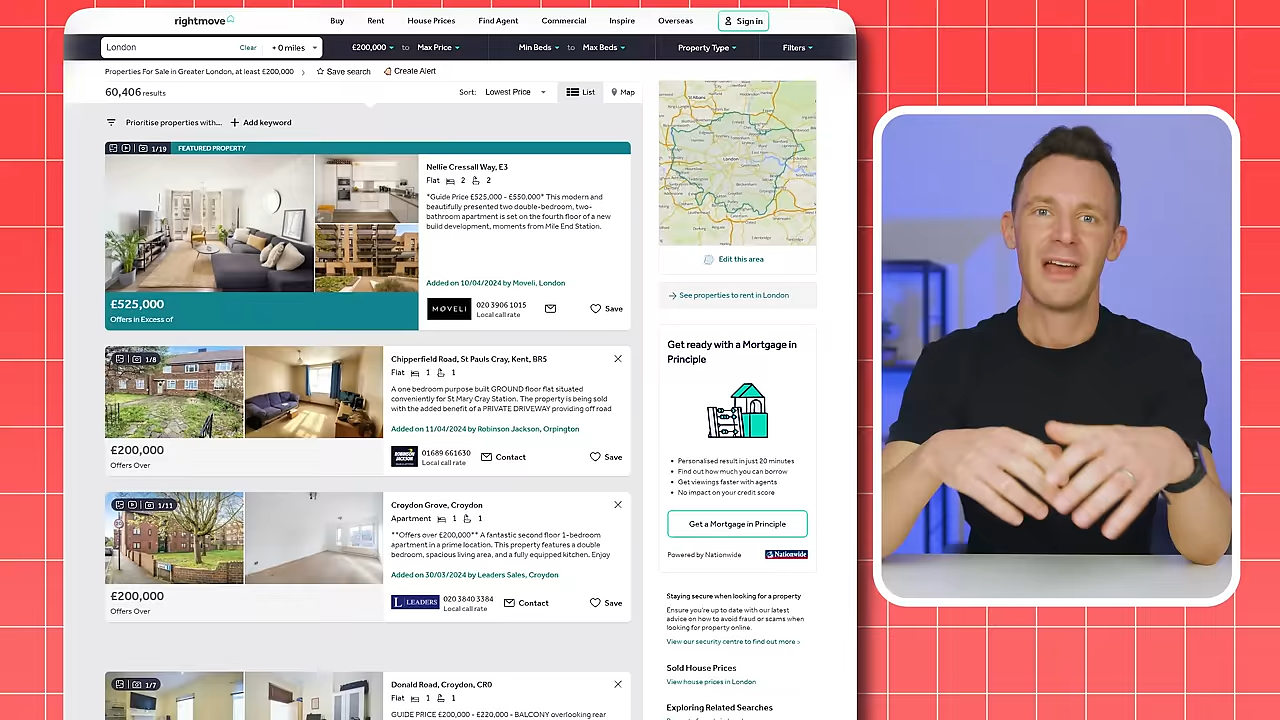 rightmove
Buy Rent House Prices Find Agent Commercial Inspire Overseas Sign in
London Clear + 0 miles £200,000 to Max Price Min Beds to Max Beds Property Type Filters
Properties For Sale in Greater London, at least £200,000 Save search Create Alert
60,406 results Sort: Lowest Price List Map
Prioritise properties with... Add keyword
1/19 FEATURED PROPERTY
Nellie Cressall Way, E3
Flat 2 2
*Guide Price £525,000 - £550,000* This modern and
beautifully presented two double-bedroom, two-
bathroom apartment is set on the fourth floor of a new
build development, moments from Mile End Station.
Added on 10/04/2024 by Moveli, London
£525,000
Offers in Excess of
MOVELI
020 3906 1015
Local call rate
Save
1/8
Chipperfield Road, St Pauls Cray, Kent, BR5
Flat 1 1
A one bedroom purpose built GROUND floor flat situated
conveniently for St Mary Cray Station. The property is being sold
with the added benefit of a PRIVATE DRIVEWAY providing off road
Added on 11/04/2024 by Robinson Jackson, Orpington
£200,000
Offers Over
ROBINSON
JACKSON
01689 661630
Local call rate
Contact
Save
1/11
Croydon Grove, Croydon
Apartment 1 1
**Offers over £200,000** A fantastic second floor 1-bedroom
apartment in a prime location. This property features a double
bedroom, spacious living area, and a fully equipped kitchen. Enjoy
Added on 30/03/2024 by Leaders Sales, Croydon
£200,000
Offers Over
L LEADERS
020 3840 3384
Local call rate
Contact
Save
1/7
Donald Road, Croydon, CR0
Flat 1 1
GUIDE PRICE £200,000 - £220,000 - BALCONY overlooking rear
London
Edit this area
See properties to rent in London
Get ready with a Mortgage in
Principle
Personalised result in just 20 minutes
Find out how much you can borrow
Get viewings faster with agents
No impact on your credit score
Get a Mortgage in Principle
Powered by Nationwide Nationwide
Staying secure when looking for a property
Ensure you're up to date with our latest
advice on how to avoid fraud or scams when
looking for property online.
View our security centre to find out more >
Sold House Prices
View house prices in London
Exploring Related Searches